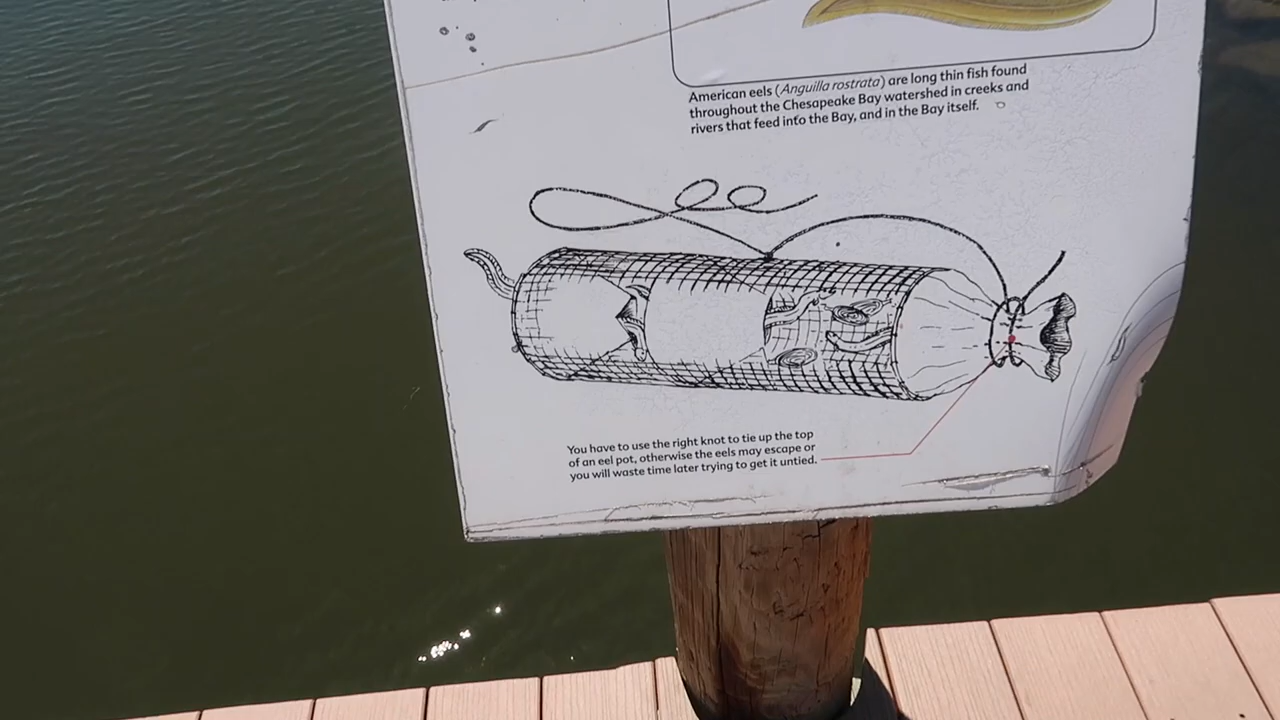 American eels (Anguilla rostrata) are long thin fish found
throughout the Chesapeake Bay watershed in creeks and
rivers that feed into the Bay, and in the Bay itself.
You have to use the right knot to tie up the top
of an eel pot, otherwise the eels may escape or
you will waste time later trying to get it untied.